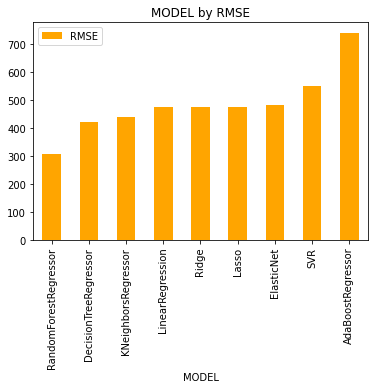 MODEL by RMSE
RMSE
700
600
500
400
300
200
100
0
RandomForestRegressor
DecisionTreeRegressor
KNeighborsRegressor
LinearRegression
Ridge
Lasso
ElasticNet
SVR
AdaBoostRegressor
MODEL